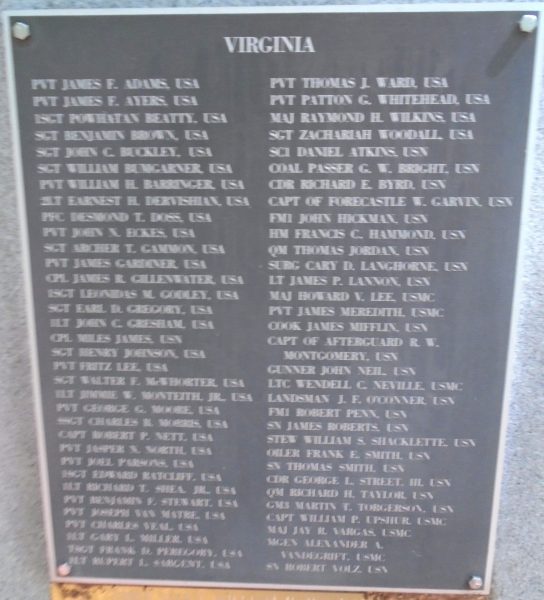 VIRGINIA
PVT JAMES F. ADAMS, USA
PVT JAMES F. AYERS, USA
1SGT POWHATAN BEATTY, USA
SGT BENJAMIN BROWN, USA
SGT JOHN C. BUCKLEY, USA
SGT WILLIAM BUMGARNER, USA
PVT WILLIAM H. BARRINGER, USA
2LT EARNEST H. DERVISHIAN, USA
PFC DESMOND T. DOSS, USA
PVT JOHN N. ECKES, USA
SGT ARCHER T. GAMMON, USA
PVT JAMES GARDINER, USA
CPL JAMES R. GILLENWATER, USA
1SGT LEONIDAS M. GODLEY, USA
SGT EARL D. GREGORY, USA
1LT JOHN C. GRESHAM, USA
CPL MILES JAMES, USN
SGT HENRY JOHNSON, USA
PVT FRITZ LEE, USA
SGT WALTER F. McWHORTER, USA
1LT JIMMIE W. MONTEITH, JR., USA
PVT GEORGE G. MOORE, USA
SSGT CHARLES B. MORRIS, USA
CAPT ROBERT P. NETT, USA
PVT JASPER N. NORTH, USA
PVT JOEL PARSONS, USA
1SGT EDWARD RATCLIFF, USA
1LT RICHARD T. SHEA, JR., USA
PVT BENJAMIN F. STEWART, USA
PVT JOSEPH VAN MATRE, USA
PVT CHARLES VEAL, USA
1LT GARY L. MILLER, USA
TSGT FRANK D. PEREGORY, USA
1LT RUPERT L. SARGENT, USA
PVT THOMAS J. WARD, USA
PVT PATTON G. WHITEHEAD, USA
MAJ RAYMOND H. WILKINS, USA
SGT ZACHARIAH WOODALL, USA
SC1 DANIEL ATKINS, USN
COAL PASSER G. W. BRIGHT, USN
CDR RICHARD E. BYRD, USN
CAPT OF FORECASTLE W. GARVIN, USN
FM1 JOHN HICKMAN, USN
HM FRANCIS C. HAMMOND, USN
QM THOMAS JORDAN, USN
SURG CARY D. LANGHORNE, USN
LT JAMES P. LANNON, USN
MAJ HOWARD V. LEE, USMC
PVT JAMES MEREDITH, USMC
COOK JAMES MIFFLIN, USN
CAPT OF AFTERGUARD R. W.
MONTGOMERY, USN
GUNNER JOHN NEIL, USN
LTC WENDELL C. NEVILLE, USMC
LANDSMAN J. F. O'CONNER, USN
FM1 ROBERT PENN, USN
SN JAMES ROBERTS, USN
STEW WILLIAM S. SHACKLETTE, USN
OILER FRANK E. SMITH, USN
SN THOMAS SMITH, USN
CDR GEORGE L. STREET, III, USN
QM RICHARD H. TAYLOR, USN
GM3 MARTIN T. TORGERSON, USN
CAPT WILLIAM P. UPSHUR, USMC
MAJ JAY R. VARGAS, USMC
MGEN ALEXANDER A.
VANDEGRIFT, USMC
SN ROBERT VOLZ, USN